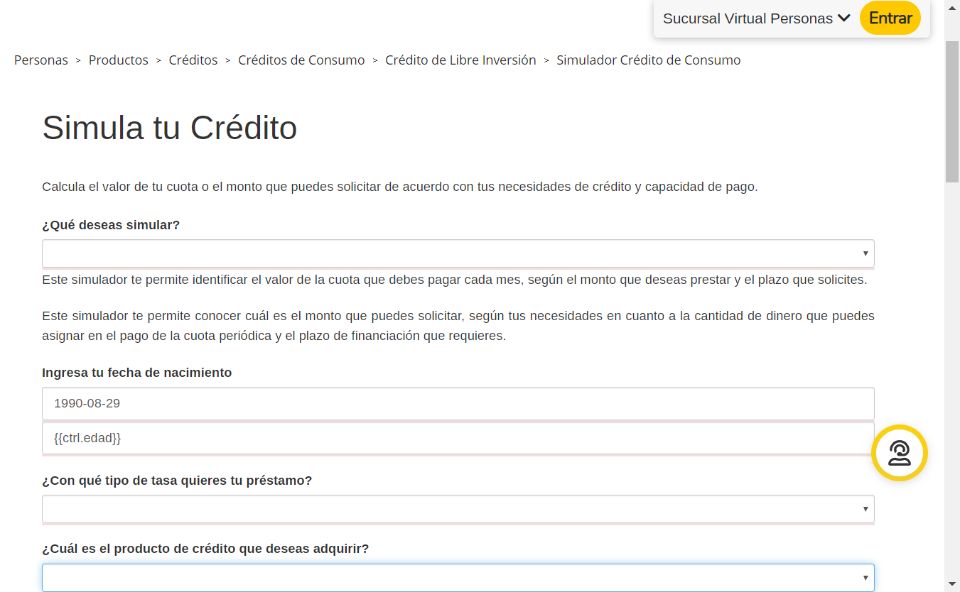 Sucursal Virtual Personas Entrar
Personas > Productos > Créditos > Créditos de Consumo > Crédito de Libre Inversión > Simulador Crédito de Consumo
Simula tu Crédito
Calcula el valor de tu cuota o el monto que puedes solicitar de acuerdo con tus necesidades de crédito y capacidad de pago.
¿Qué deseas simular?
Este simulador te permite identificar el valor de la cuota que debes pagar cada mes, según el monto que deseas prestar y el plazo que solicites.
Este simulador te permite conocer cuál es el monto que puedes solicitar, según tus necesidades en cuanto a la cantidad de dinero que puedes
asignar en el pago de la cuota periódica y el plazo de financiación que requieres.
Ingresa tu fecha de nacimiento
1990-08-29
{{ctrl.edad}}
¿Con qué tipo de tasa quieres tu préstamo?
¿Cuál es el producto de crédito que deseas adquirir?